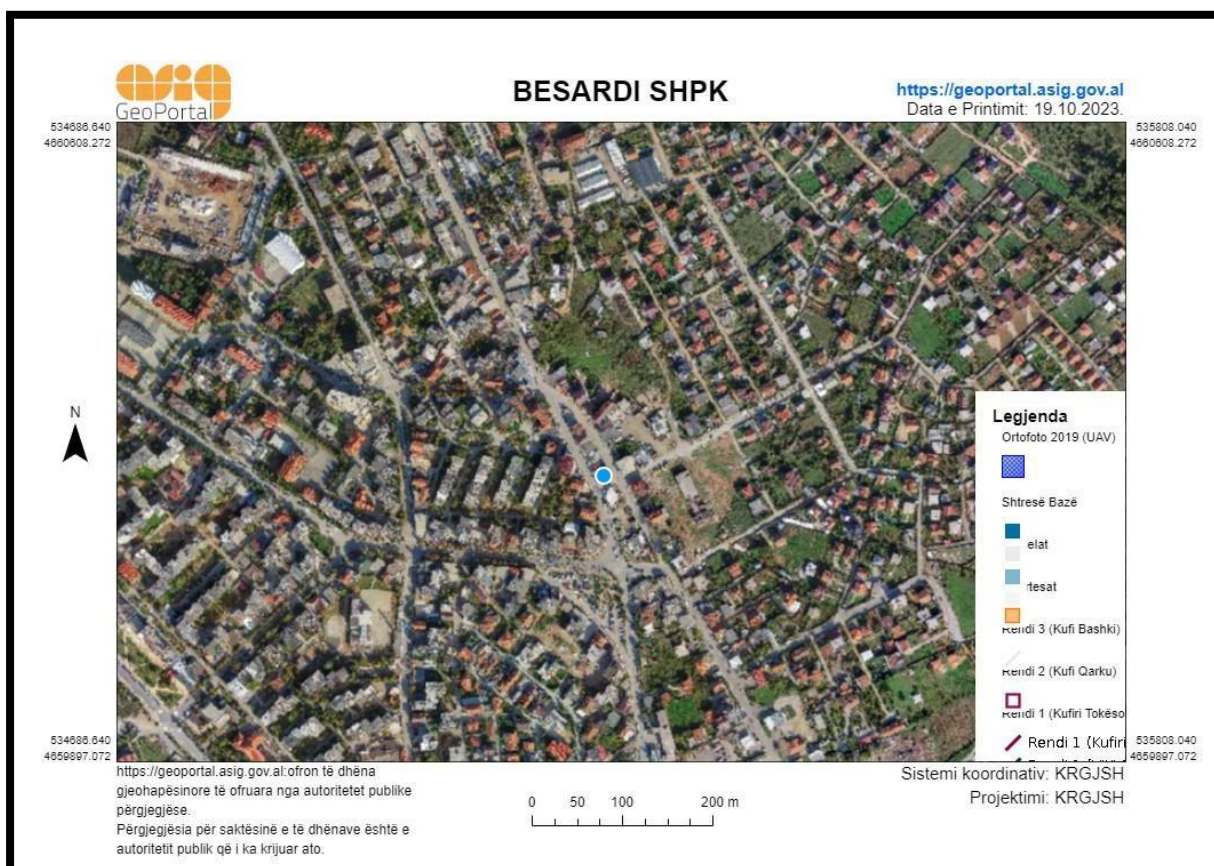 asig
GeoPortal
BESARDI SHPK
https://geoportal.asig.gov.al
Data e Printimit: 19.10.2023.
534686.640
4660608.272
535808.040
4660608.272
N
Legjenda
Ortofoto 2019 (UAV)
Shtresë Bazë
elat
rtesat
Rendi 3 (Kufi Bashki)
Rendi 2 (Kufi Qarku)
Rendi 1 (Kufiri Tokëso
Rendi 1 (Kufiri
534686.640
4659897.072
535808.040
4659897.072
https://geoportal.asig.gov.al:ofron të dhëna
gjeohapësinore të ofruara nga autoritetet publike
përgjegjëse.
Përgjegjësia për saktësinë e të dhënave është e
autoritetit publik që i ka krijuar ato.
0 50 100 200 m
Sistemi koordinativ: KRGJSH
Projektimi: KRGJSH